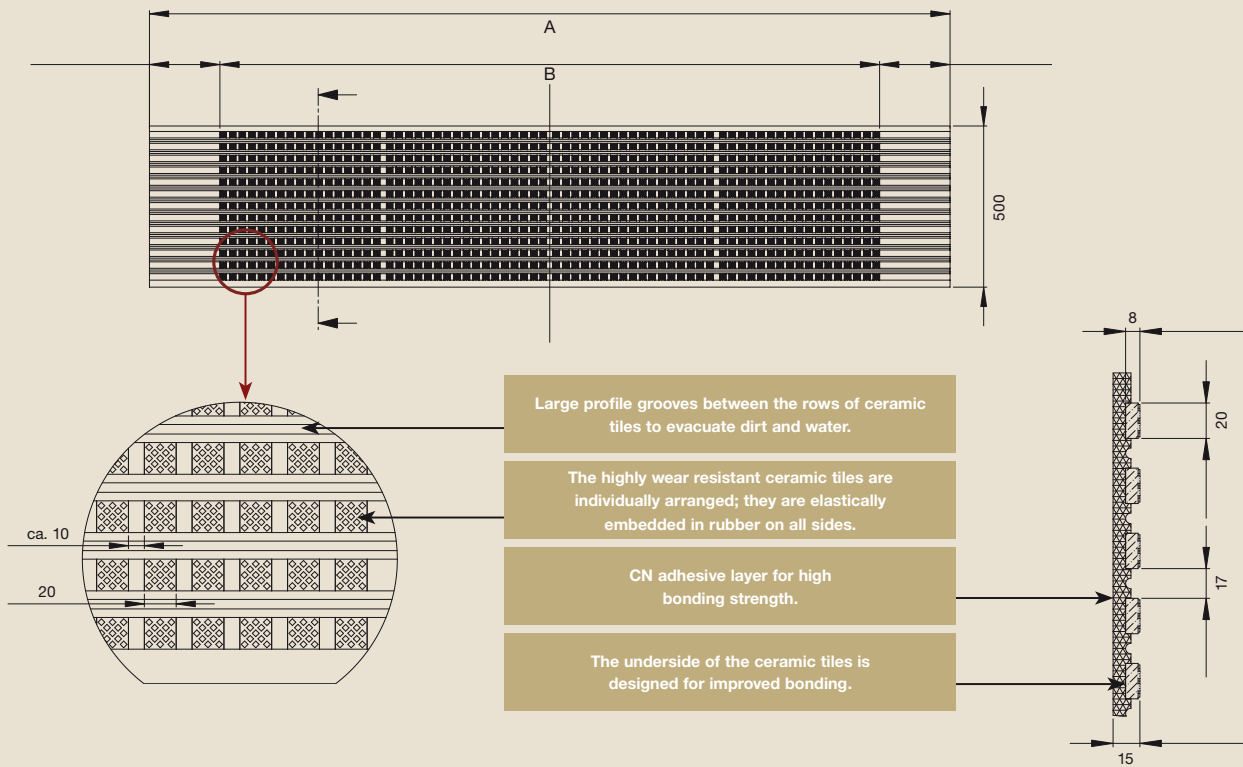 A
B
500
8
Large profile grooves between the rows of ceramic
tiles to evacuate dirt and water.
20
The highly wear resistant ceramic tiles are
individually arranged; they are elastically
embedded in rubber on all sides.
ca. 10
CN adhesive layer for high
bonding strength.
20
17
The underside of the ceramic tiles is
designed for improved bonding.
15